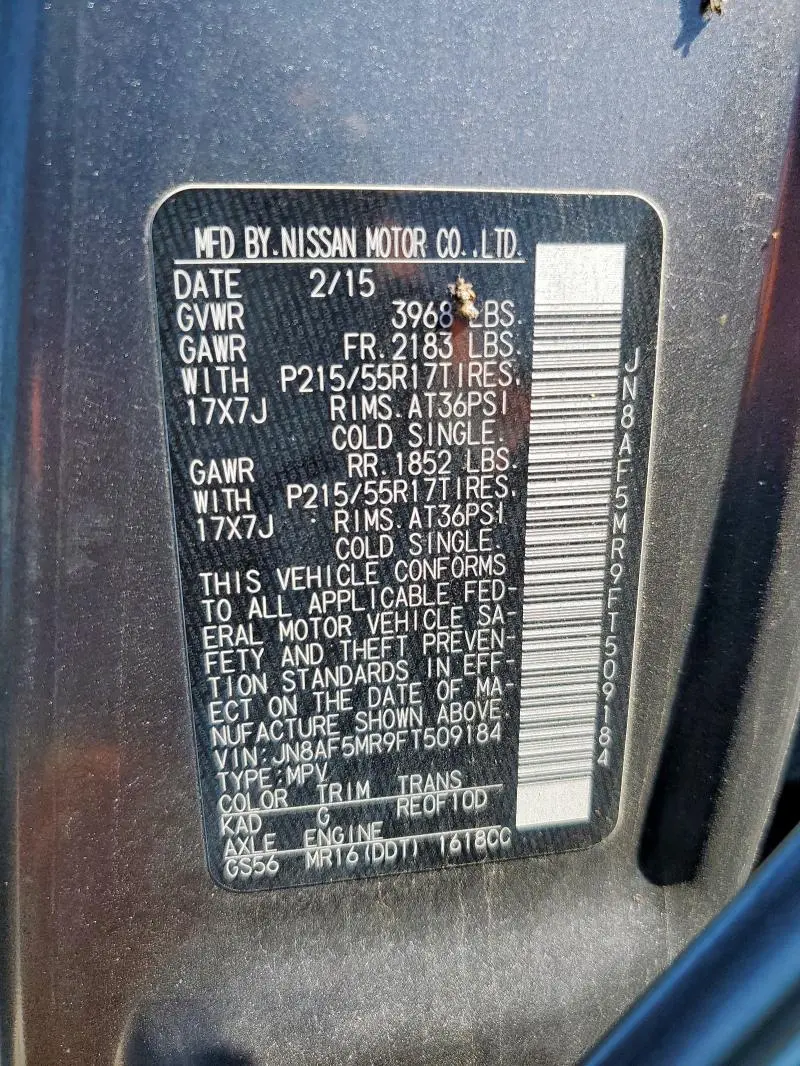 MFD BY.NISSAN MOTOR CO.,LTD.
DATE 2/15
GVWR 3968 LBS.
GAWR FR. 2183 LBS.
WITH P215/55R17TIRES.
17X7J RIMS. AT36PSI
COLD SINGLE.
GAWR RR. 1852 LBS.
WITH P215/55R17TIRES.
17X7J RIMS. AT36PSI
COLD SINGLE.
THIS VEHICLE CONFORMS
TO ALL APPLICABLE FED-
ERAL MOTOR VEHICLE SA-
FETY AND THEFT PREVEN-
TION STANDARDS IN EFF-
ECT ON THE DATE OF MA-
NUFACTURE SHOWN ABOVE.
VIN:JN8AF5MR9FT509184
TYPE:MPV
COLOR TRIM TRANS
KAD G RE0F10D
AXLE ENGINE
GS56 MR16(DDT) 1618CC
JN8AF5MR9FT509184